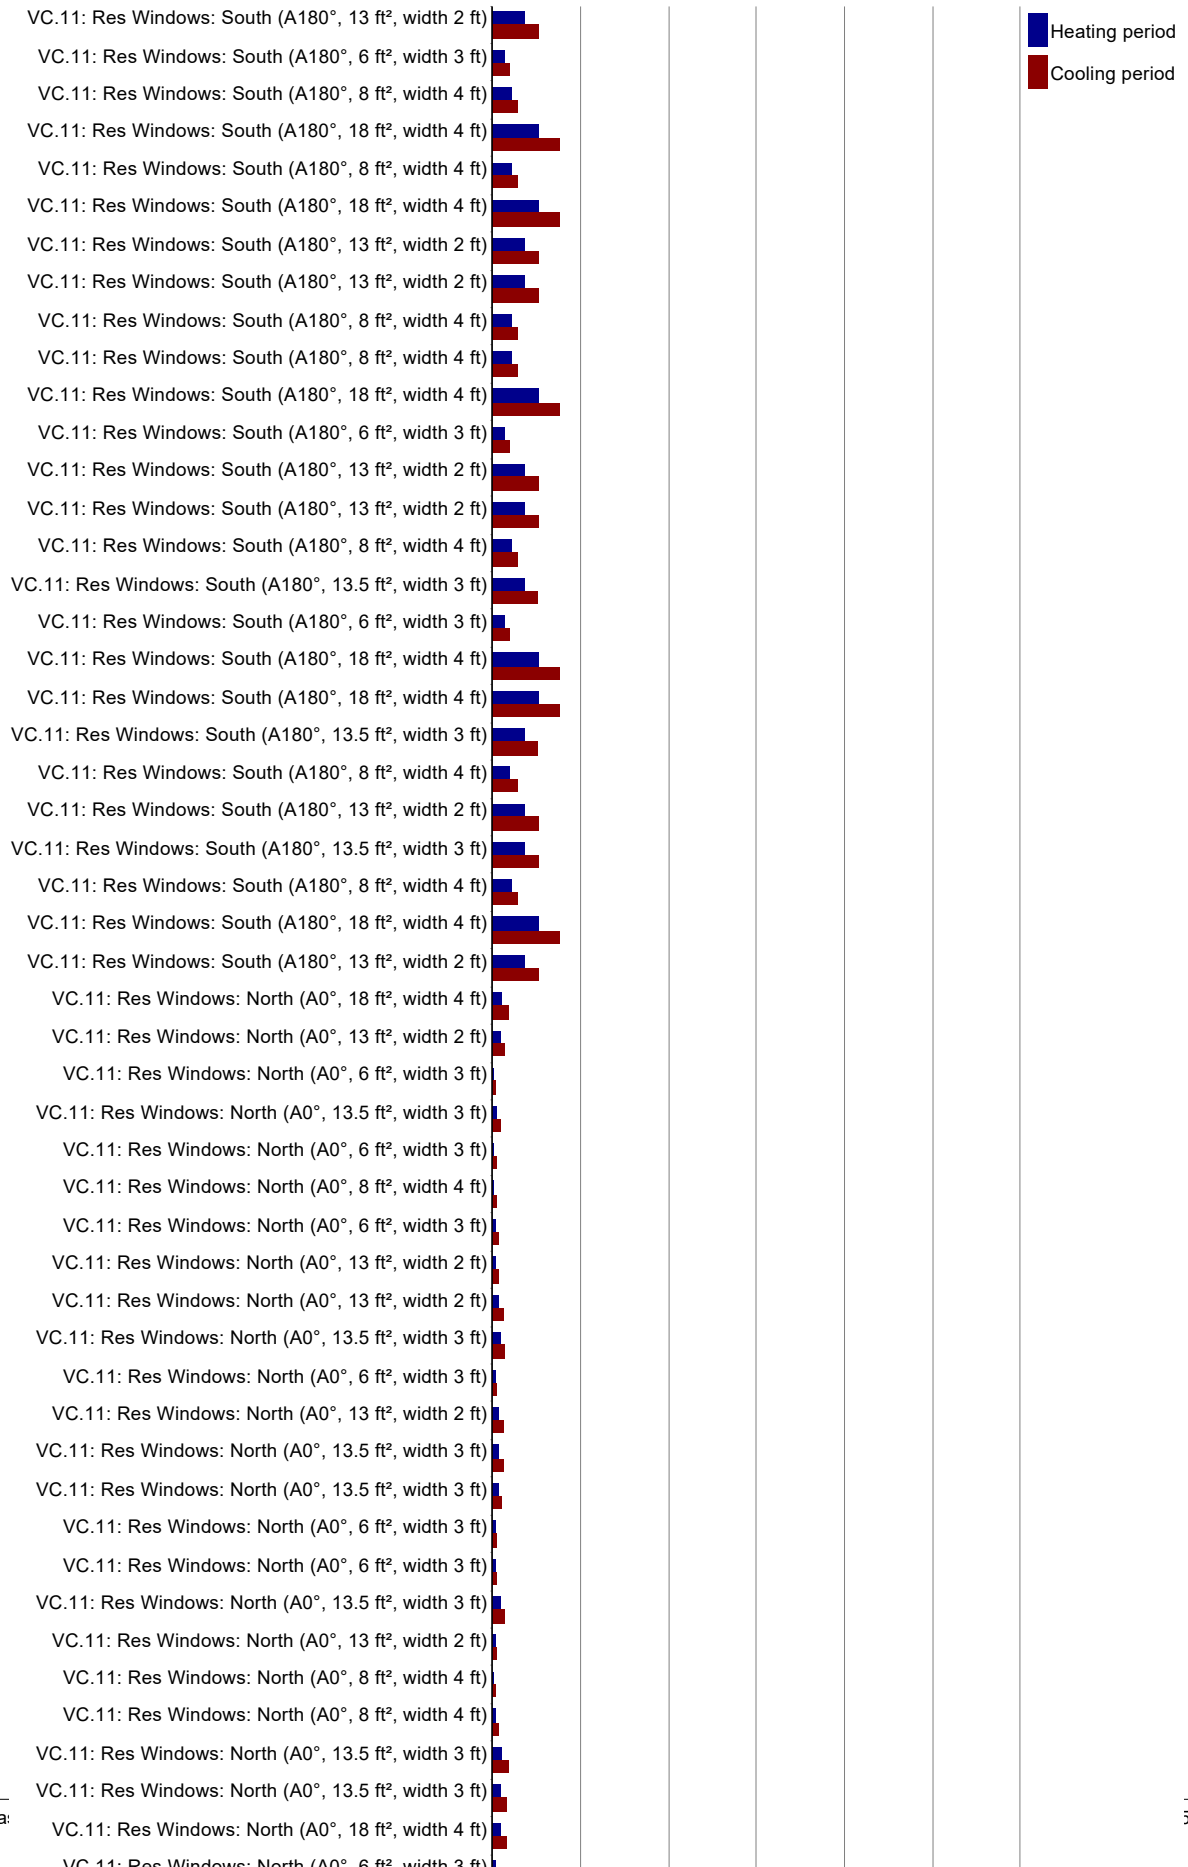 VC.11: Res Windows: South (A180°, 13 ft², width 2 ft)
Heating period
VC.11: Res Windows: South (A180°, 6 ft², width 3 ft)
Cooling period
VC.11: Res Windows: South (A180°, 8 ft², width 4 ft)
VC.11: Res Windows: South (A180°, 18 ft², width 4 ft)
VC.11: Res Windows: South (A180°, 8 ft², width 4 ft)
VC.11: Res Windows: South (A180°, 18 ft², width 4 ft)
VC.11: Res Windows: South (A180°, 13 ft², width 2 ft)
VC.11: Res Windows: South (A180°, 13 ft², width 2 ft)
VC.11: Res Windows: South (A180°, 8 ft², width 4 ft)
VC.11: Res Windows: South (A180°, 8 ft², width 4 ft)
VC.11: Res Windows: South (A180°, 18 ft², width 4 ft)
VC.11: Res Windows: South (A180°, 6 ft², width 3 ft)
VC.11: Res Windows: South (A180°, 13 ft², width 2 ft)
VC.11: Res Windows: South (A180°, 13 ft², width 2 ft)
VC.11: Res Windows: South (A180°, 8 ft², width 4 ft)
VC.11: Res Windows: South (A180°, 13.5 ft², width 3 ft)
VC.11: Res Windows: South (A180°, 6 ft², width 3 ft)
VC.11: Res Windows: South (A180°, 18 ft², width 4 ft)
VC.11: Res Windows: South (A180°, 18 ft², width 4 ft)
VC.11: Res Windows: South (A180°, 13.5 ft², width 3 ft)
VC.11: Res Windows: South (A180°, 8 ft², width 4 ft)
VC.11: Res Windows: South (A180°, 13 ft², width 2 ft)
VC.11: Res Windows: South (A180°, 13.5 ft², width 3 ft)
VC.11: Res Windows: South (A180°, 8 ft², width 4 ft)
VC.11: Res Windows: South (A180°, 18 ft², width 4 ft)
VC.11: Res Windows: South (A180°, 13 ft², width 2 ft)
VC.11: Res Windows: North (A0°, 18 ft², width 4 ft)
VC.11: Res Windows: North (A0°, 13 ft², width 2 ft)
VC.11: Res Windows: North (A0°, 6 ft², width 3 ft)
VC.11: Res Windows: North (A0°, 13.5 ft², width 3 ft)
VC.11: Res Windows: North (A0°, 6 ft², width 3 ft)
VC.11: Res Windows: North (A0°, 8 ft², width 4 ft)
VC.11: Res Windows: North (A0°, 6 ft², width 3 ft)
VC.11: Res Windows: North (A0°, 13 ft², width 2 ft)
VC.11: Res Windows: North (A0°, 13 ft², width 2 ft)
VC.11: Res Windows: North (A0°, 13.5 ft², width 3 ft)
VC.11: Res Windows: North (A0°, 6 ft², width 3 ft)
VC.11: Res Windows: North (A0°, 13 ft², width 2 ft)
VC.11: Res Windows: North (A0°, 13.5 ft², width 3 ft)
VC.11: Res Windows: North (A0°, 13.5 ft², width 3 ft)
VC.11: Res Windows: North (A0°, 6 ft², width 3 ft)
VC.11: Res Windows: North (A0°, 6 ft², width 3 ft)
VC.11: Res Windows: North (A0°, 13.5 ft², width 3 ft)
VC.11: Res Windows: North (A0°, 13 ft², width 2 ft)
VC.11: Res Windows: North (A0°, 8 ft², width 4 ft)
VC.11: Res Windows: North (A0°, 8 ft², width 4 ft)
VC.11: Res Windows: North (A0°, 13.5 ft², width 3 ft)
VC.11: Res Windows: North (A0°, 13.5 ft², width 3 ft)
VC.11: Res Windows: North (A0°, 18 ft², width 4 ft)
VC.11: Res Windows: North (A0°, 6 ft², width 3 ft)